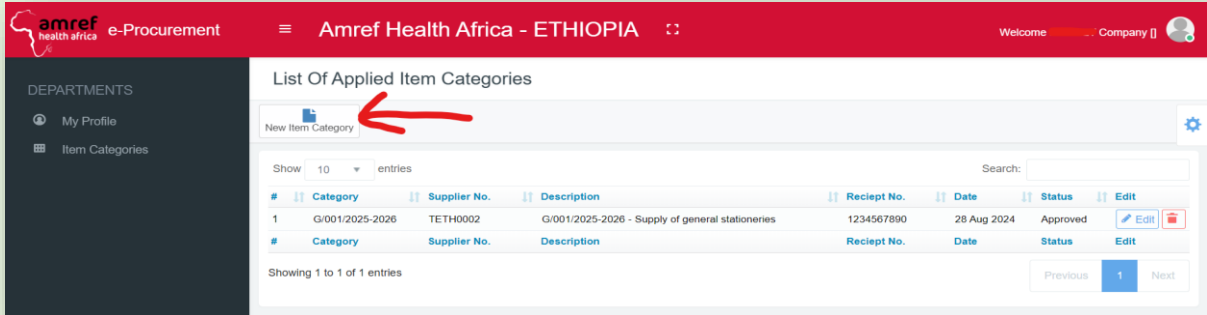 amref
health africa
e-Procurement
Amref Health Africa - ETHIOPIA
Welcome
Company []
DEPARTMENTS
My Profile
Item Categories
List Of Applied Item Categories
New Item Category
Show 10 entries
Search:
# Category Supplier No. Description Reciept No. Date Status Edit
1 G/001/2025-2026 TETH0002 G/001/2025-2026 - Supply of general stationeries 1234567890 28 Aug 2024 Approved Edit
# Category Supplier No. Description Reciept No. Date Status Edit
Showing 1 to 1 of 1 entries
Previous 1 Next